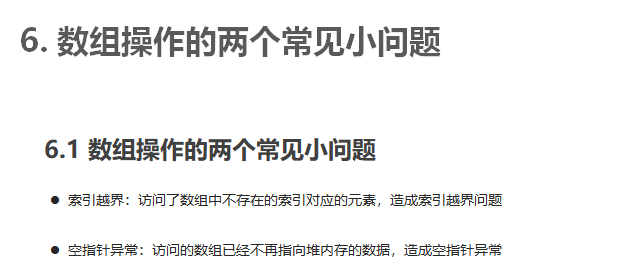 6. 数组操作的两个常见小问题
6.1 数组操作的两个常见小问题
● 索引越界：访问了数组中不存在的索引对应的元素，造成索引越界问题
● 空指针异常：访问的数组已经不再指向堆内存的数据，造成空指针异常